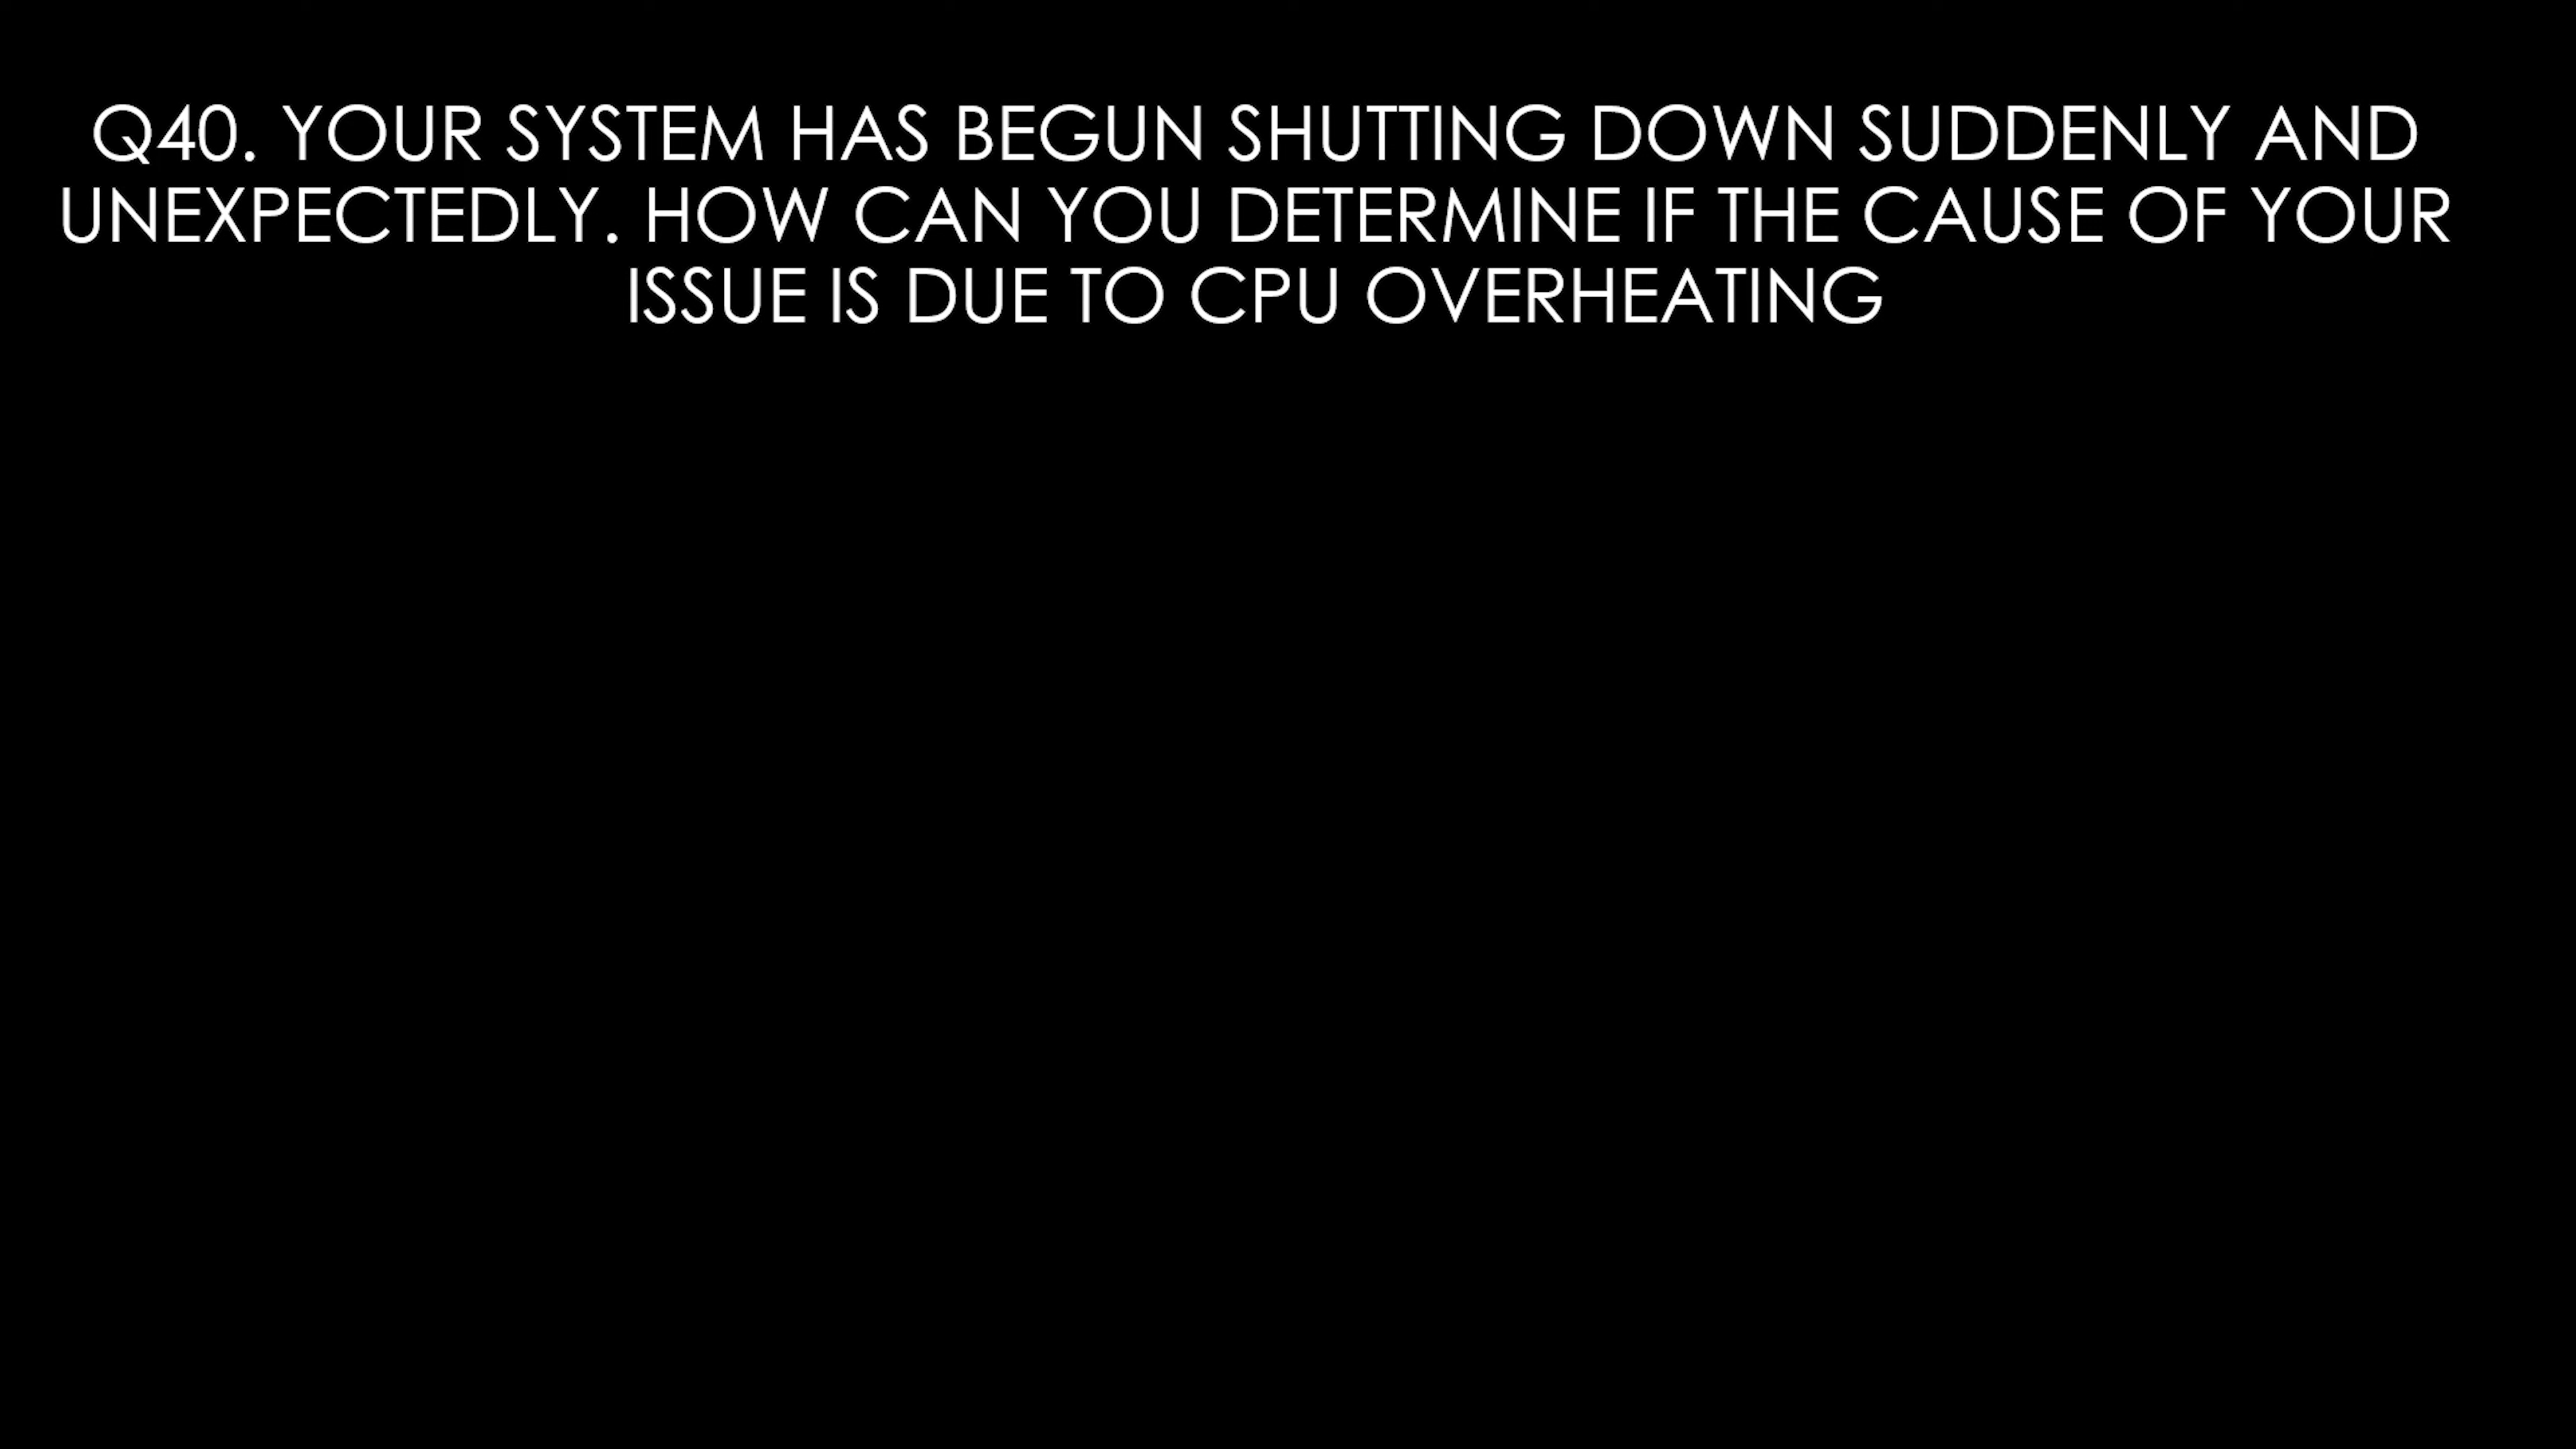 Q40. YOUR SYSTEM HAS BEGUN SHUTTING DOWN SUDDENLY AND
UNEXPECTEDLY. HOW CAN YOU DETERMINE IF THE CAUSE OF YOUR
ISSUE IS DUE TO CPU OVERHEATING